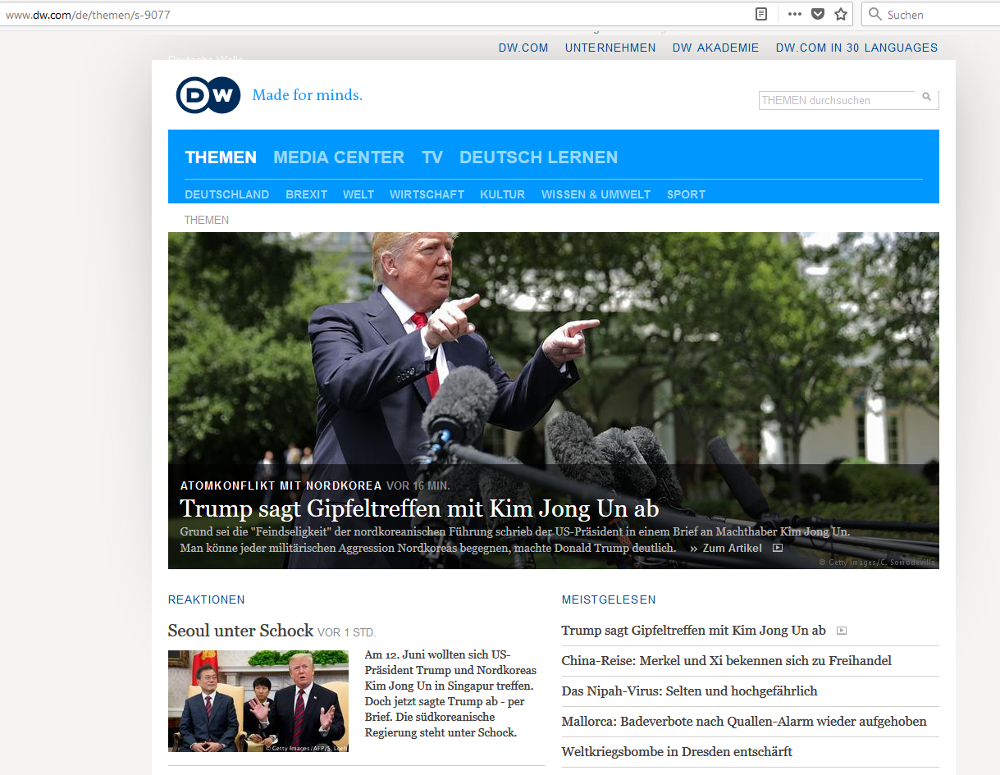 www.dw.com/de/themen/s-9077
Suchen
DW.COM UNTERNEHMEN DW AKADEMIE DW.COM IN 30 LANGUAGES
DW Made for minds.
THEMEN durchsuchen
THEMEN MEDIA CENTER TV DEUTSCH LERNEN
DEUTSCHLAND BREXIT WELT WIRTSCHAFT KULTUR WISSEN & UMWELT SPORT
THEMEN
ATOMKONFLIKT MIT NORDKOREA VOR 16 MIN.
Trump sagt Gipfeltreffen mit Kim Jong Un ab
Grund sei die "Feindseligkeit" der nordkoreanischen Führung schrieb der US-Präsident in einem Brief an Machthaber Kim Jong Un.
Man könne jeder militärischen Aggression Nordkoreas begegnen, machte Donald Trump deutlich. » Zum Artikel
© Getty Images/C. Somodevilla
REAKTIONEN
Seoul unter Schock VOR 1 STD.
Am 12. Juni wollten sich US-
Präsident Trump und Nordkoreas
Kim Jong Un in Singapur treffen.
Doch jetzt sagte Trump ab - per
Brief. Die südkoreanische
Regierung steht unter Schock.
© Getty Images/AFP/S. Loeb
MEISTGELESEN
Trump sagt Gipfeltreffen mit Kim Jong Un ab
China-Reise: Merkel und Xi bekennen sich zu Freihandel
Das Nipah-Virus: Selten und hochgefährlich
Mallorca: Badeverbote nach Quallen-Alarm wieder aufgehoben
Weltkriegsbombe in Dresden entschärft